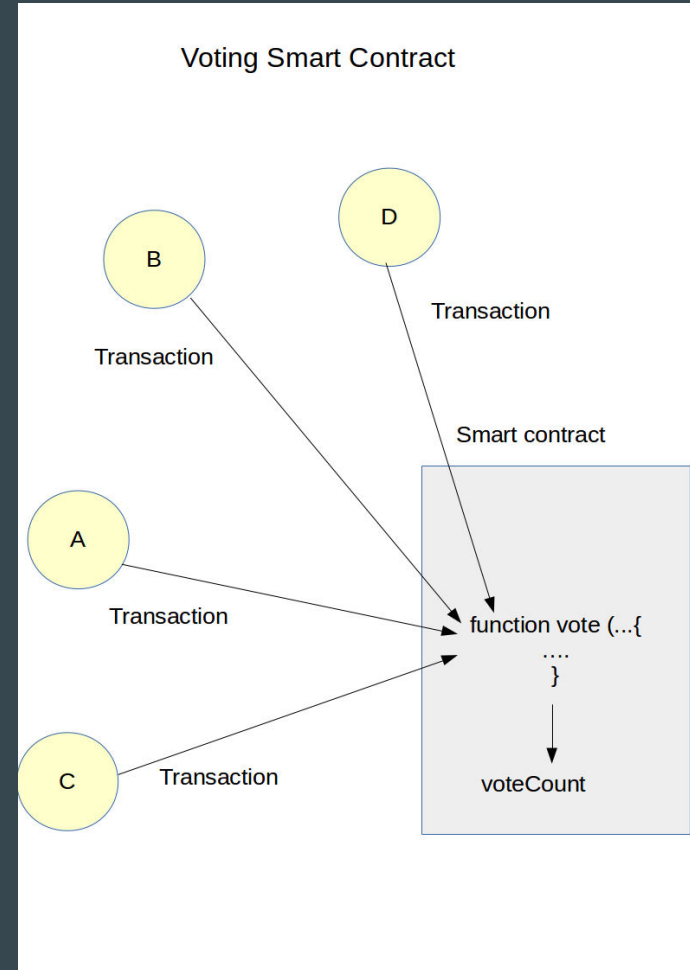 Voting Smart Contract
D
B
Transaction
Transaction
Smart contract
A
Transaction
function vote (...{
....
}
C
Transaction
voteCount